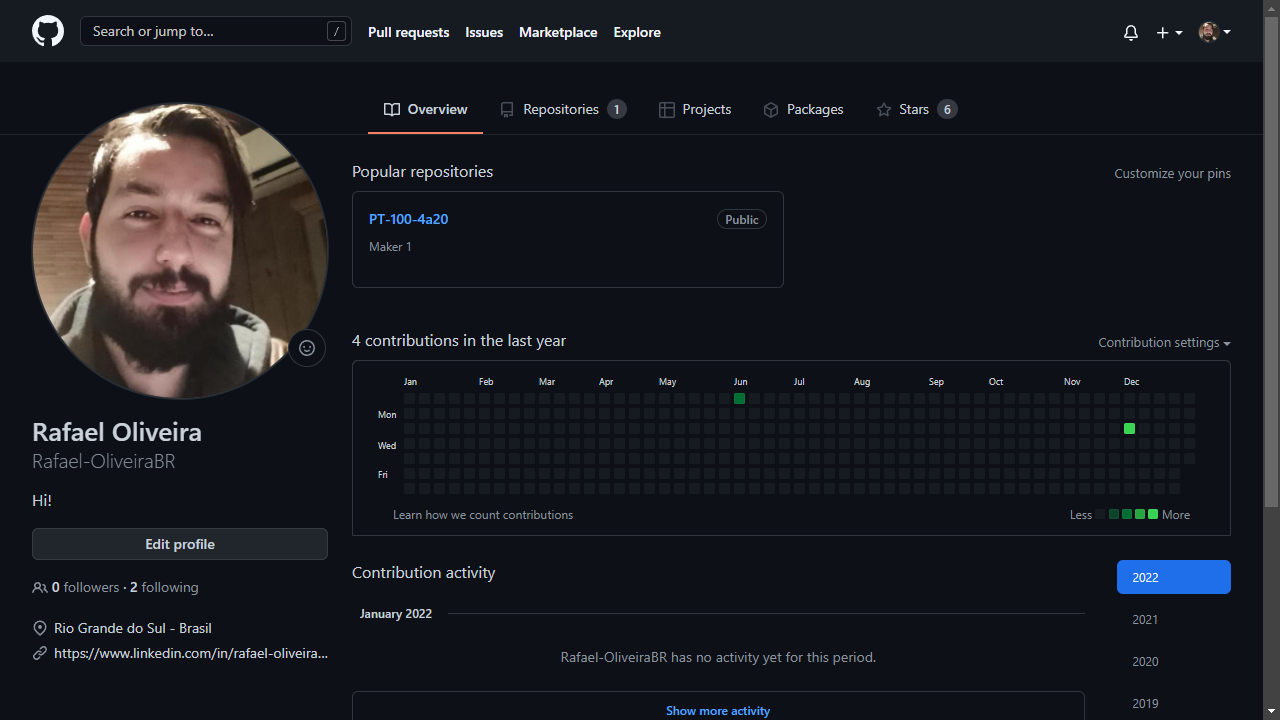 Search or jump to...
/
Pull requests
Issues
Marketplace
Explore
Overview
Repositories 1
Projects
Packages
Stars 6
Rafael Oliveira
Rafael-OliveiraBR
Hi!
Edit profile
0 followers · 2 following
Rio Grande do Sul - Brasil
https://www.linkedin.com/in/rafael-oliveira...
Popular repositories
Customize your pins
PT-100-4a20
Public
Maker 1
4 contributions in the last year
Contribution settings
Jan Feb Mar Apr May Jun Jul Aug Sep Oct Nov Dec
Mon
Wed
Fri
Learn how we count contributions
Less
More
Contribution activity
2022
2021
2020
2019
January 2022
Rafael-OliveiraBR has no activity yet for this period.
Show more activity